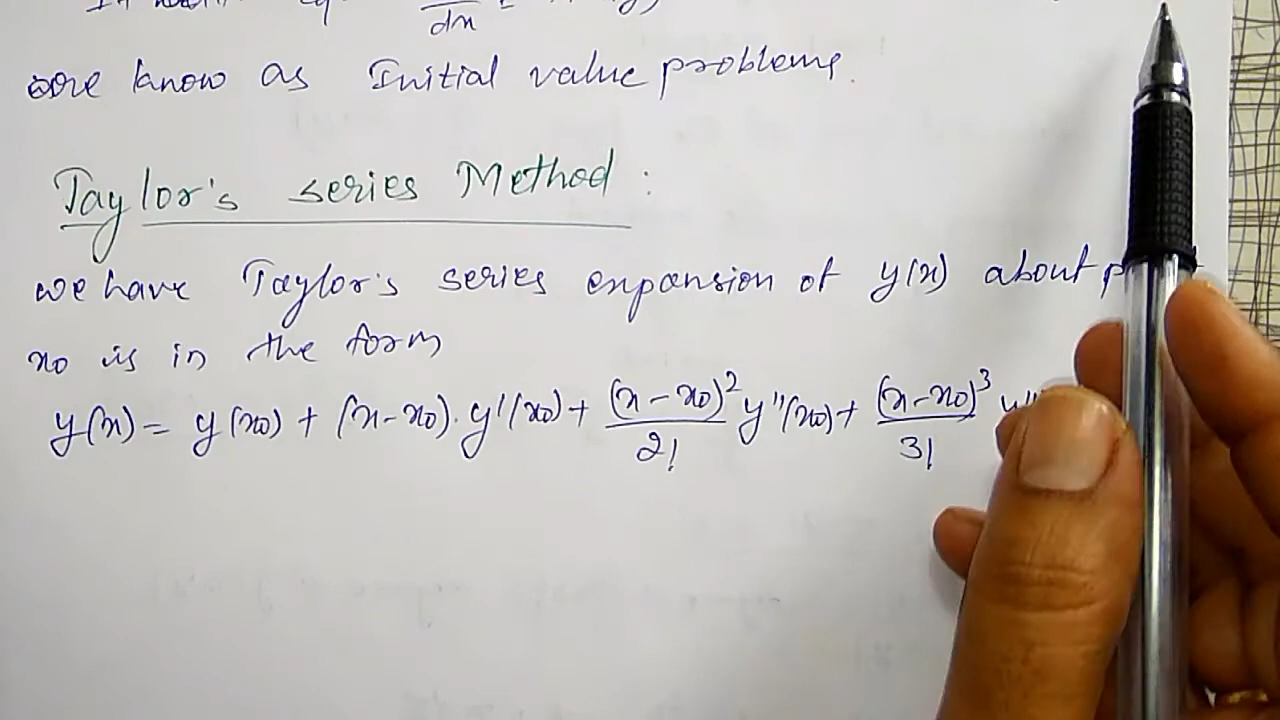 dx
are know as Initial value problems.
Taylor's series Method :
we have Taylor's series expansion of y(x) about
x0 is in the form
y(x) = y(x0) + (x-x0). y'(x0) + (x-x0)²/2! y''(x0) + (x-x0)³/3!